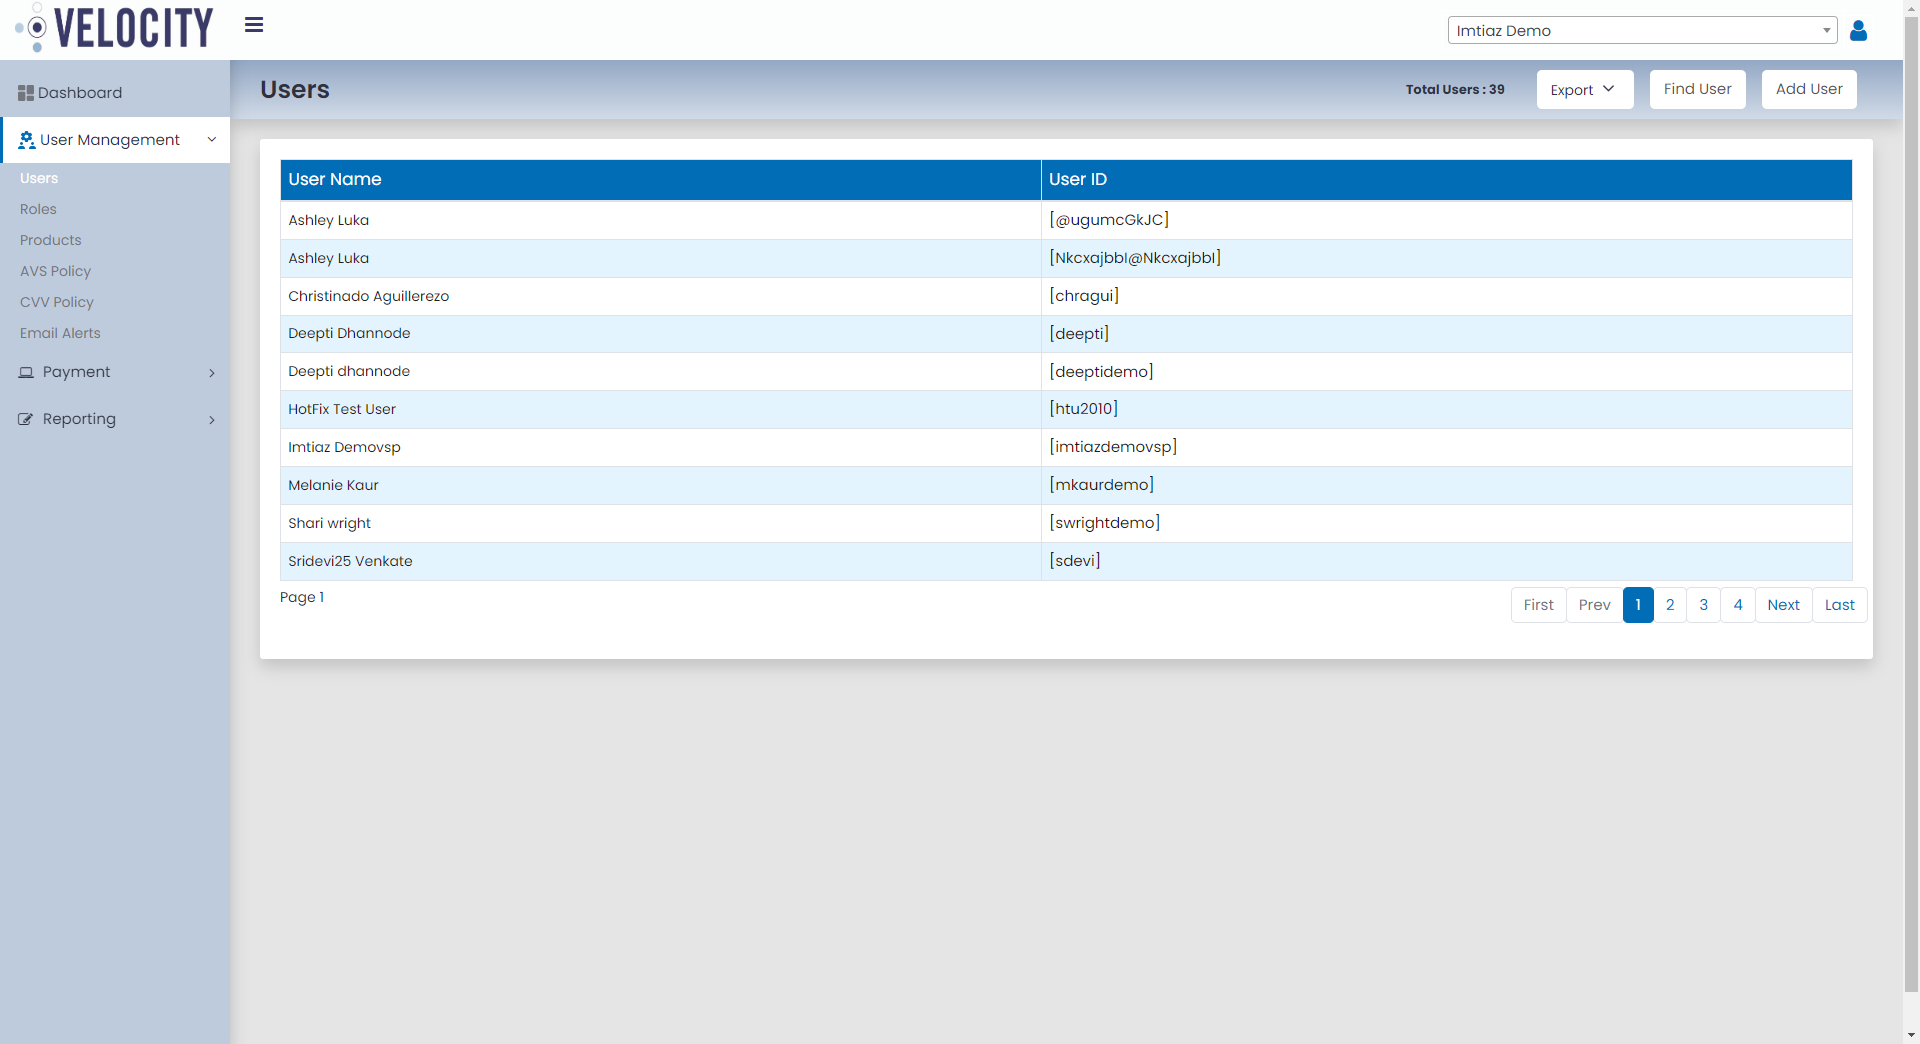 VELOCITY
Imtiaz Demo
Dashboard
User Management
Users
Roles
Products
AVS Policy
CVV Policy
Email Alerts
Payment
Reporting
Users
Total Users : 39
Export
Find User
Add User
User Name User ID
Ashley Luka [@ugumcGkJC]
Ashley Luka [Nkcxajbbl@Nkcxajbbl]
Christinado Aguillerezo [chragui]
Deepti Dhannode [deepti]
Deepti dhannode [deeptidemo]
HotFix Test User [htu2010]
Imtiaz Demovsp [imtiazdemovsp]
Melanie Kaur [mkaurdemo]
Shari wright [swrightdemo]
Sridevi25 Venkate [sdevi]
Page 1
First Prev 1 2 3 4 Next Last